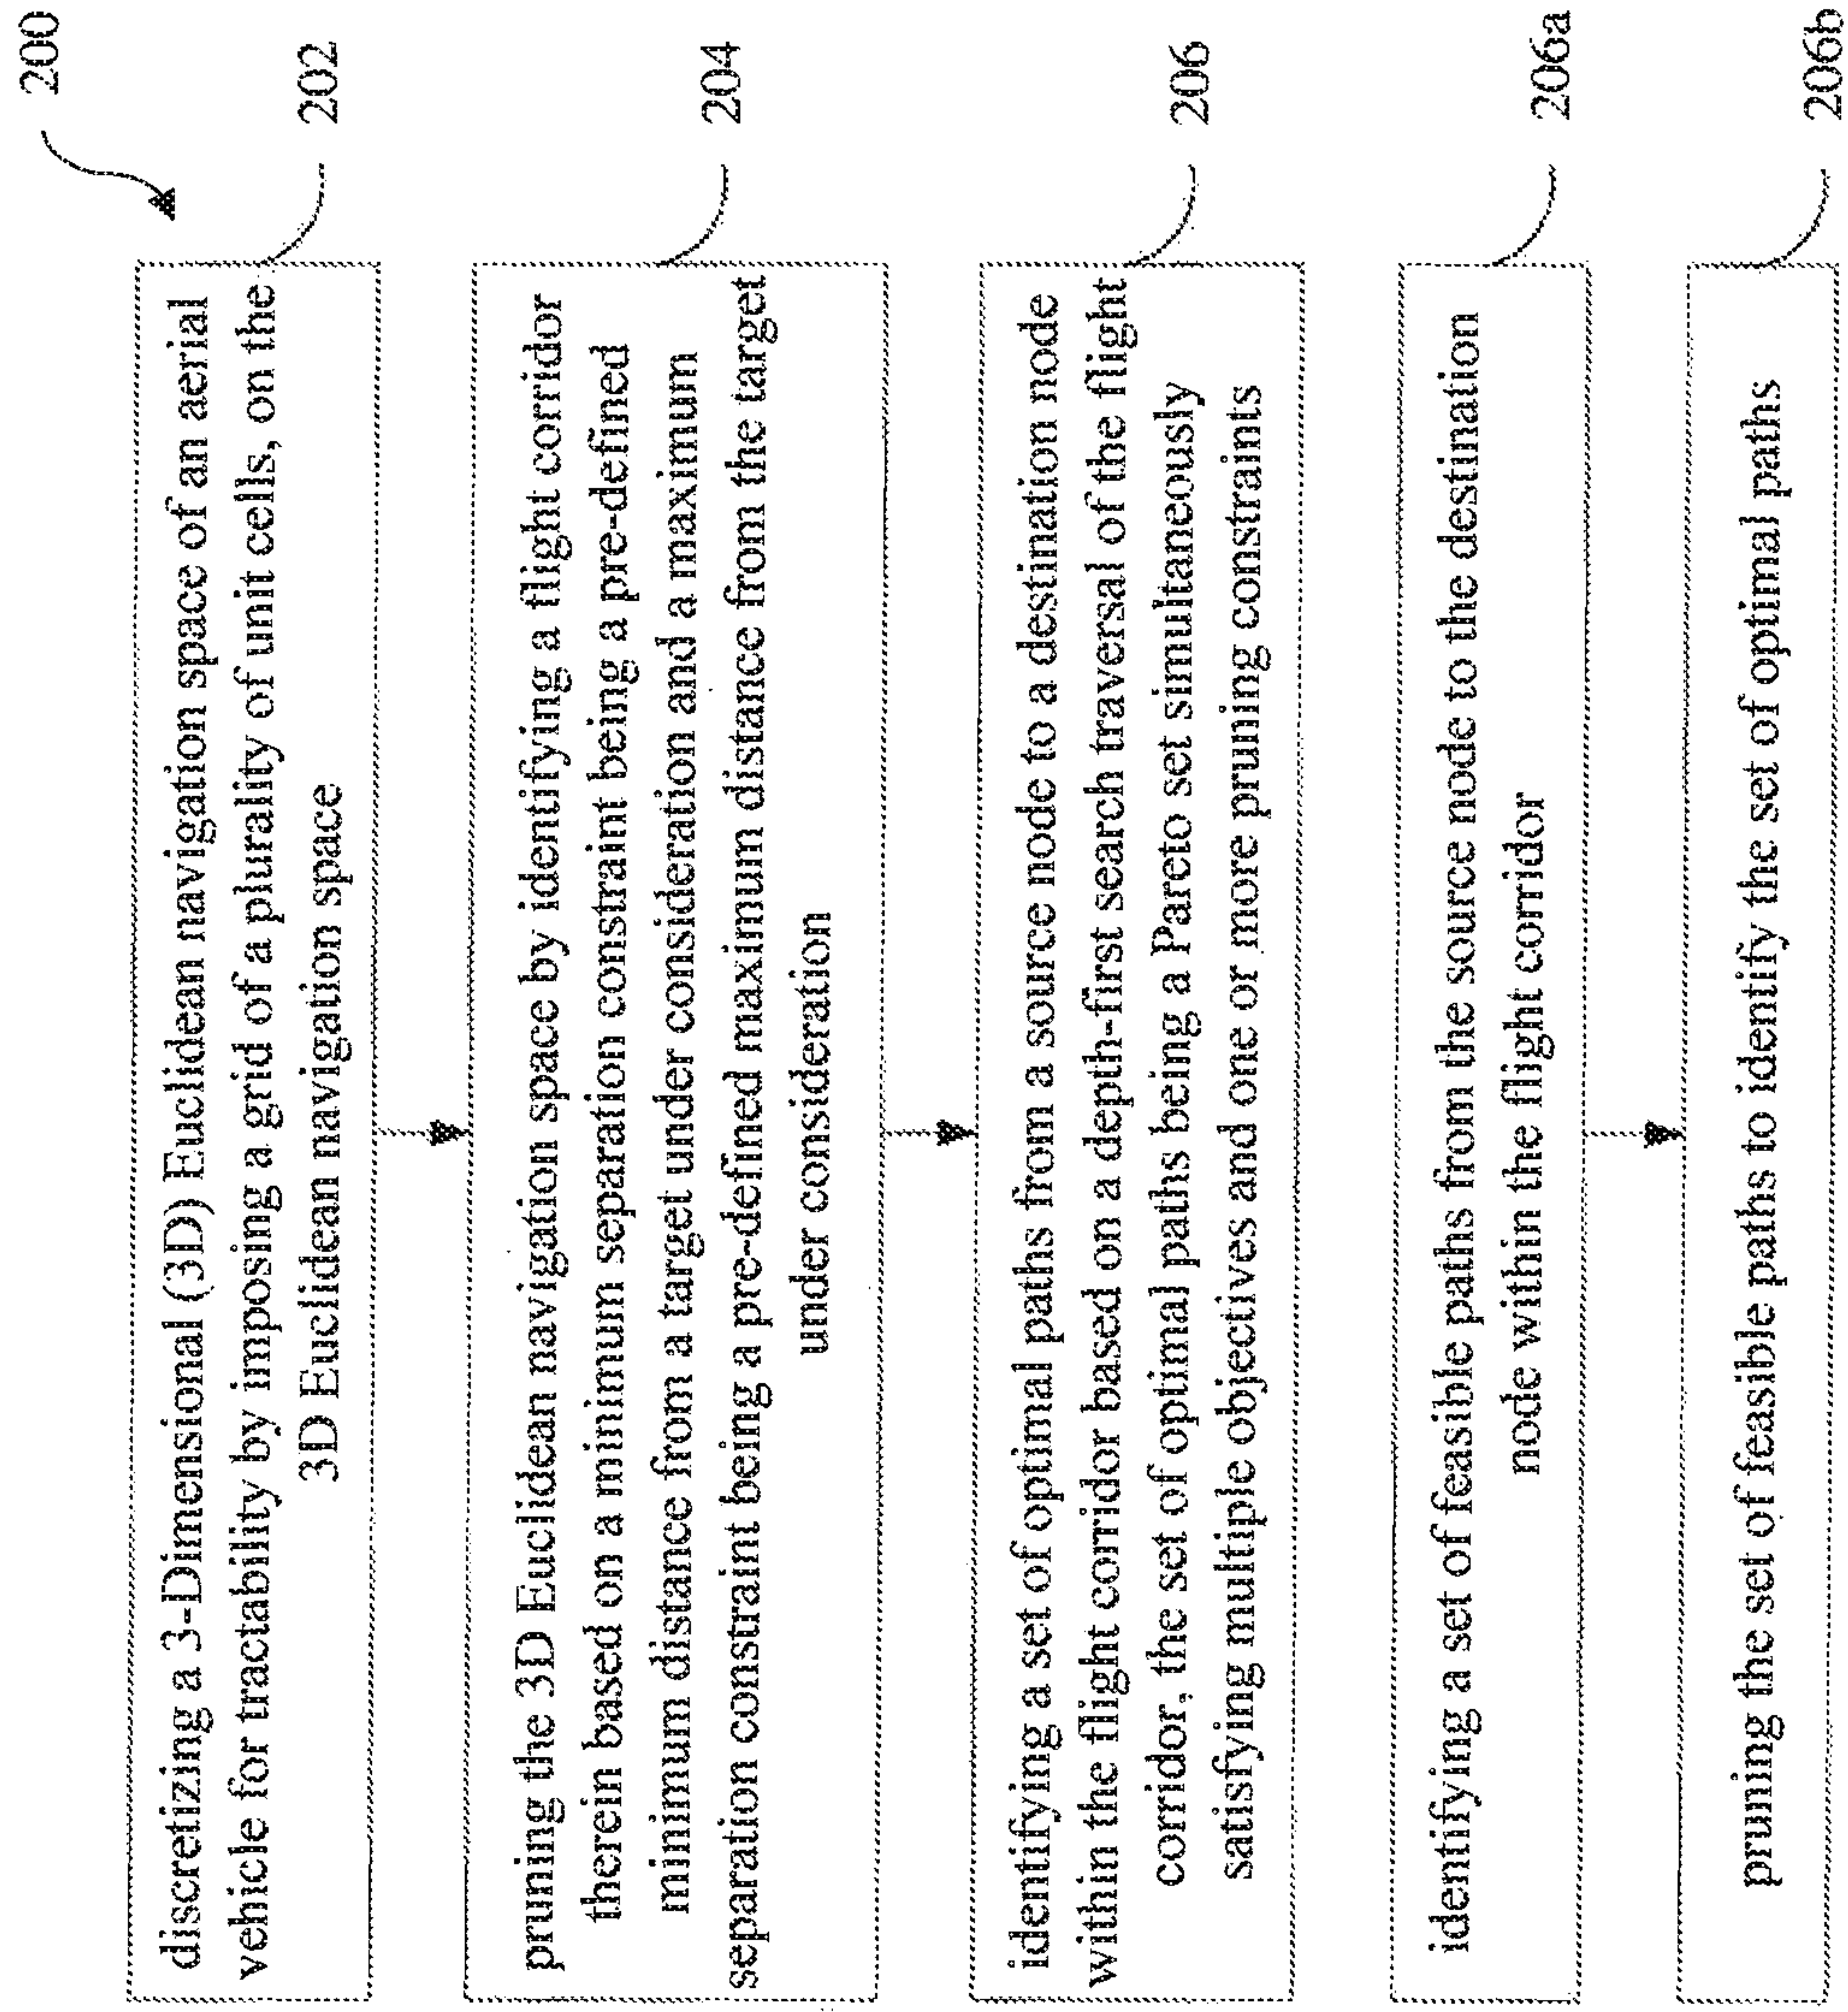 200
discretizing a 3-Dimensional (3D) Euclidean navigation space of an aerial
vehicle for tractability by imposing a grid of a plurality of unit cells, on the
3D Euclidean navigation space
202
pruning the 3D Euclidean navigation space by identifying a flight corridor
therein based on a minimum separation constraint being a pre-defined
minimum distance from a target under consideration and a maximum
separation constraint being a pre-defined maximum distance from the target
under consideration
204
identifying a set of optimal paths from a source node to a destination node
within the flight corridor based on a depth-first search traversal of the flight
corridor, the set of optimal paths being a Pareto set simultaneously
satisfying multiple objectives and one or more pruning constraints
206
identifying a set of feasible paths from the source node to the destination
node within the flight corridor
206a
pruning the set of feasible paths to identify the set of optimal paths
206b